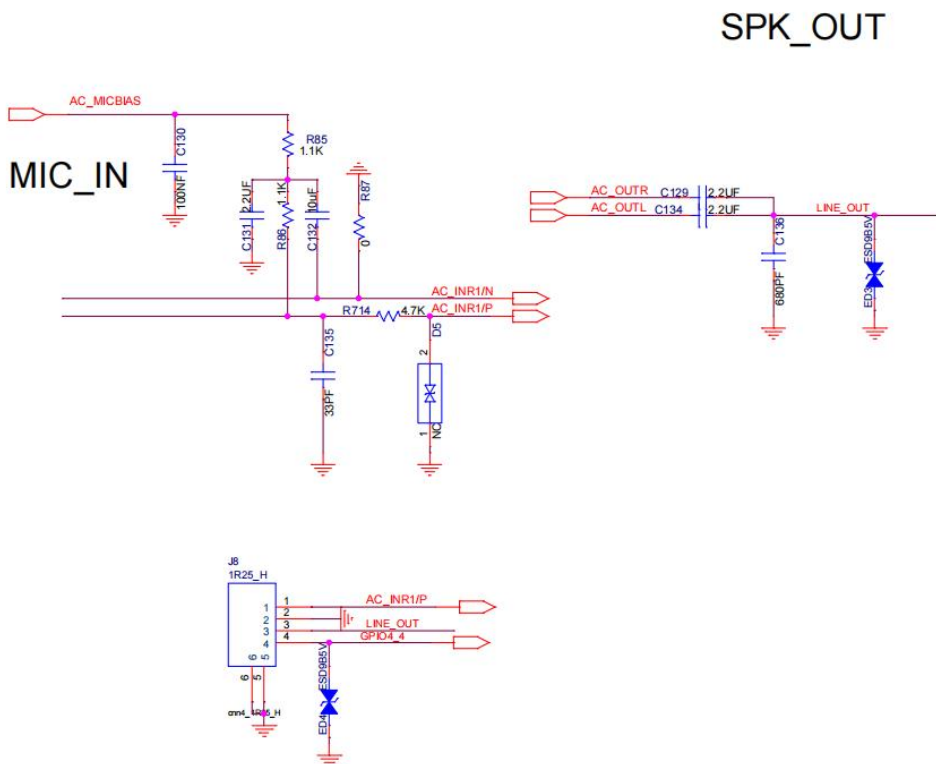 SPK_OUT
AC_MICBIAS
MIC_IN
C130
100NF
R85
1.1K
C131
2.2UF
R86
1.1K
C132
10uF
R87
0
AC_INR1/N
AC_INR1/P
R714
4.7K
C135
33PF
D5
2
1
NC
AC_OUTR
C129
2.2UF
AC_OUTL
C134
2.2UF
LINE_OUT
C136
680PF
ESD9B5V
ED3
J8
1R25_H
1
1
AC_INR1/P
2
2
3
3
LINE_OUT
4
4
GPIO4_4
6
5
6
5
ESD9B5V
ED4